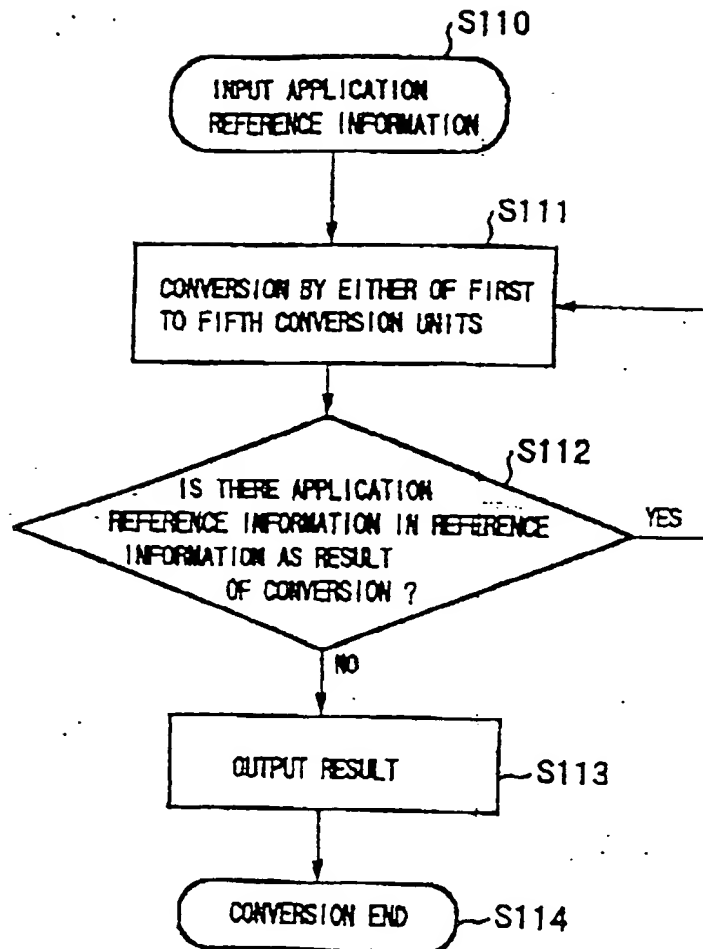 S110
INPUT APPLICATION
REFERENCE INFORMATION
S111
CONVERSION BY EITHER OF FIRST
TO FIFTH CONVERSION UNITS
S112
IS THERE APPLICATION
REFERENCE INFORMATION IN REFERENCE
INFORMATION AS RESULT
OF CONVERSION ?
YES
NO
OUTPUT RESULT
S113
CONVERSION END
S114